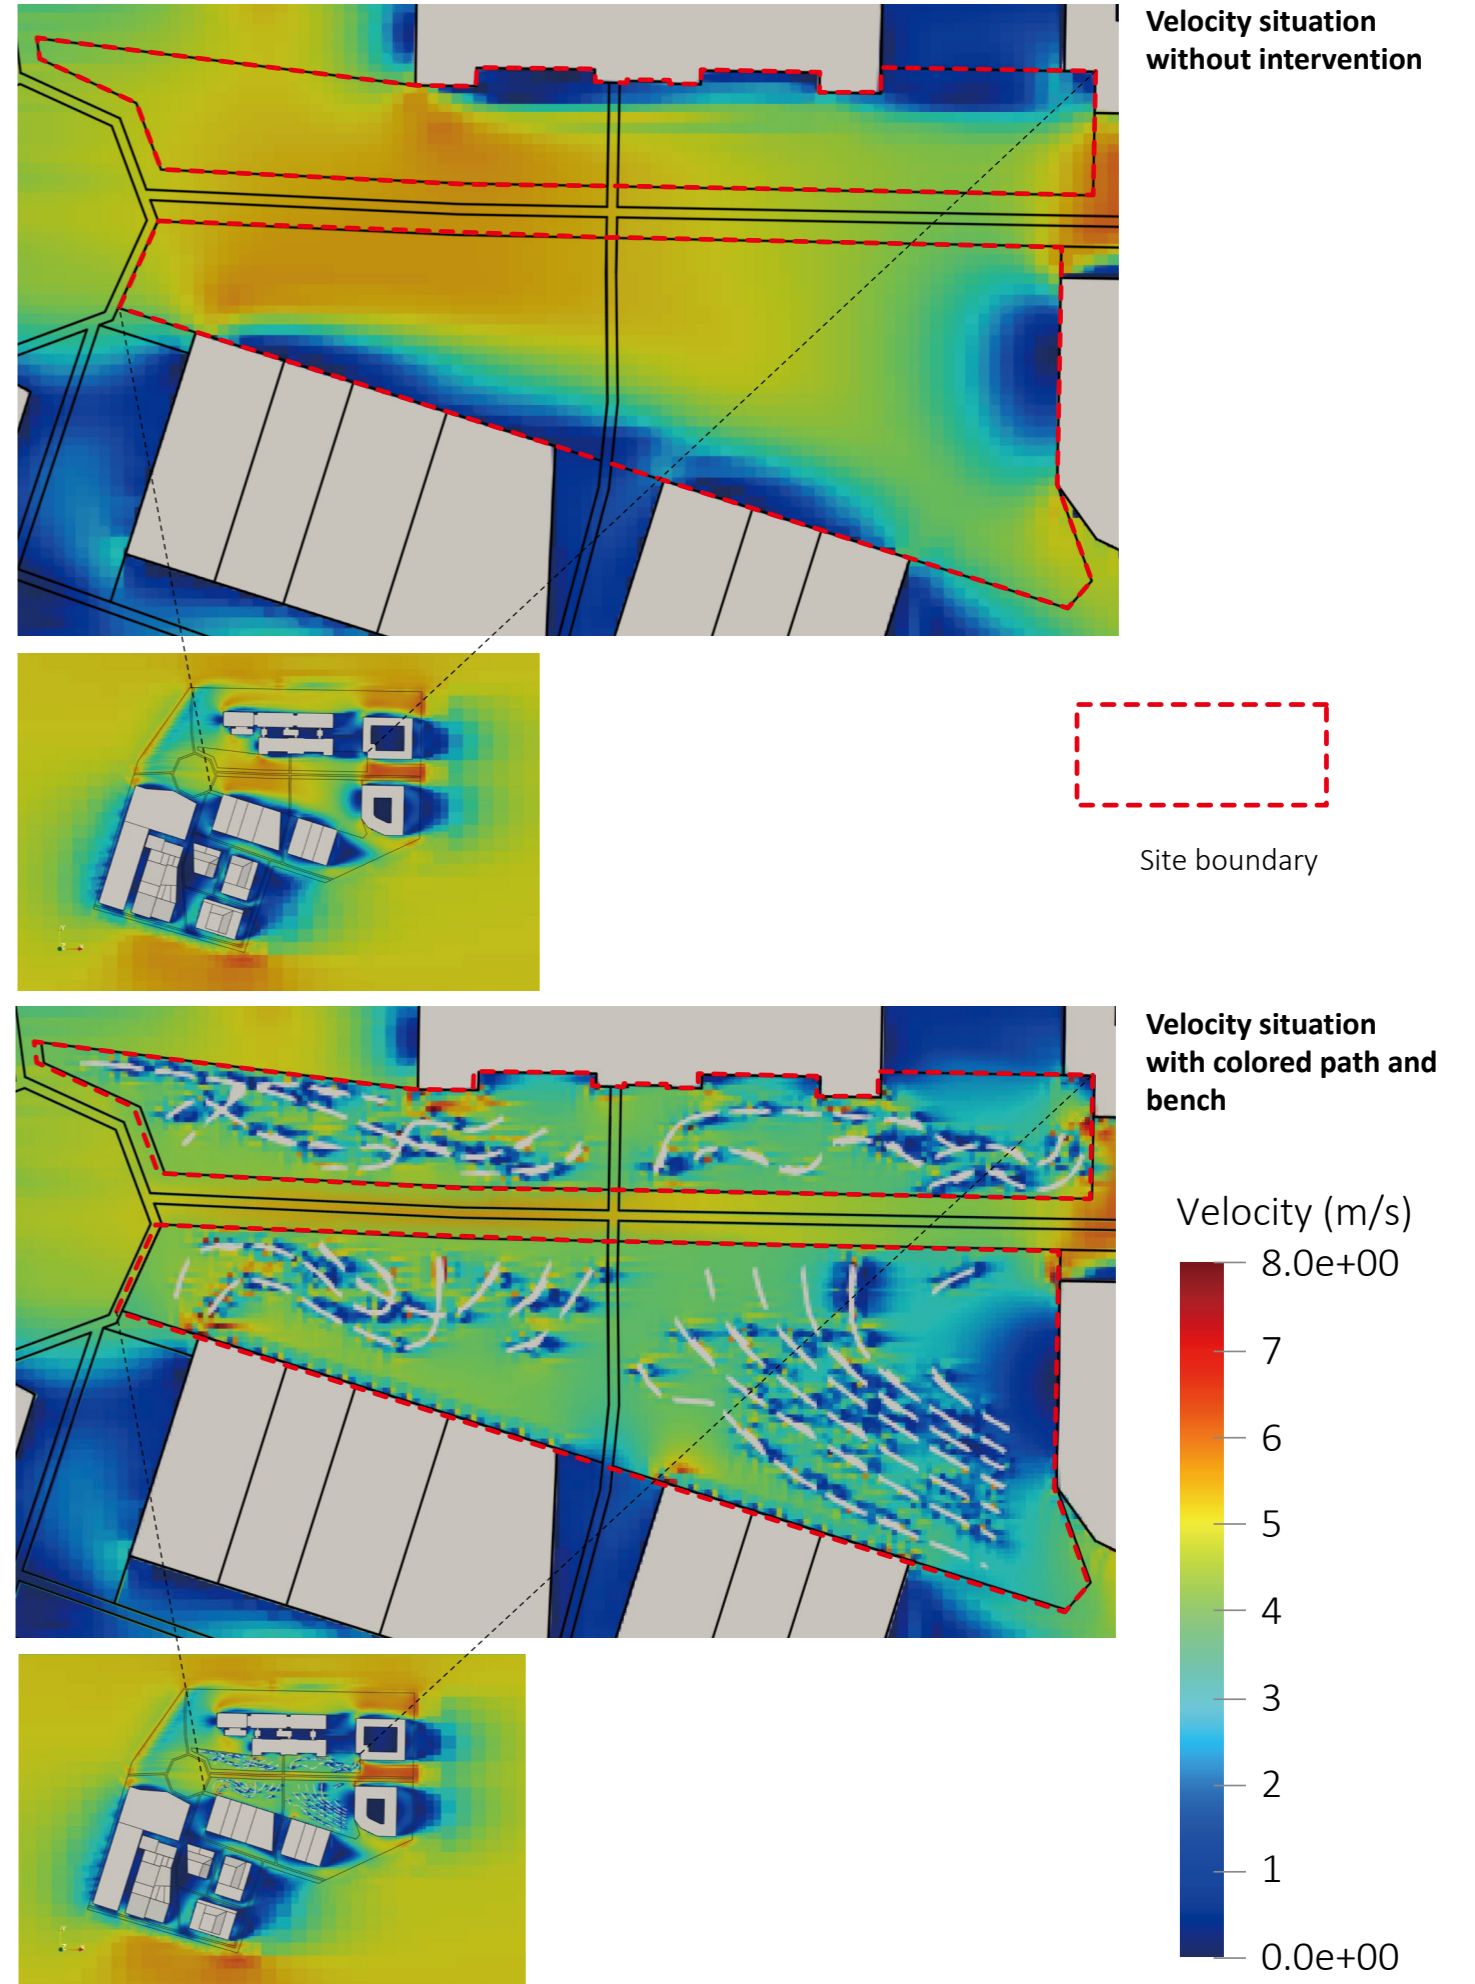 Velocity situation
without intervention
Site boundary
Velocity situation
with colored path and
bench
Velocity (m/s)
8.0e+00
7
6
5
4
3
2
1
0.0e+00